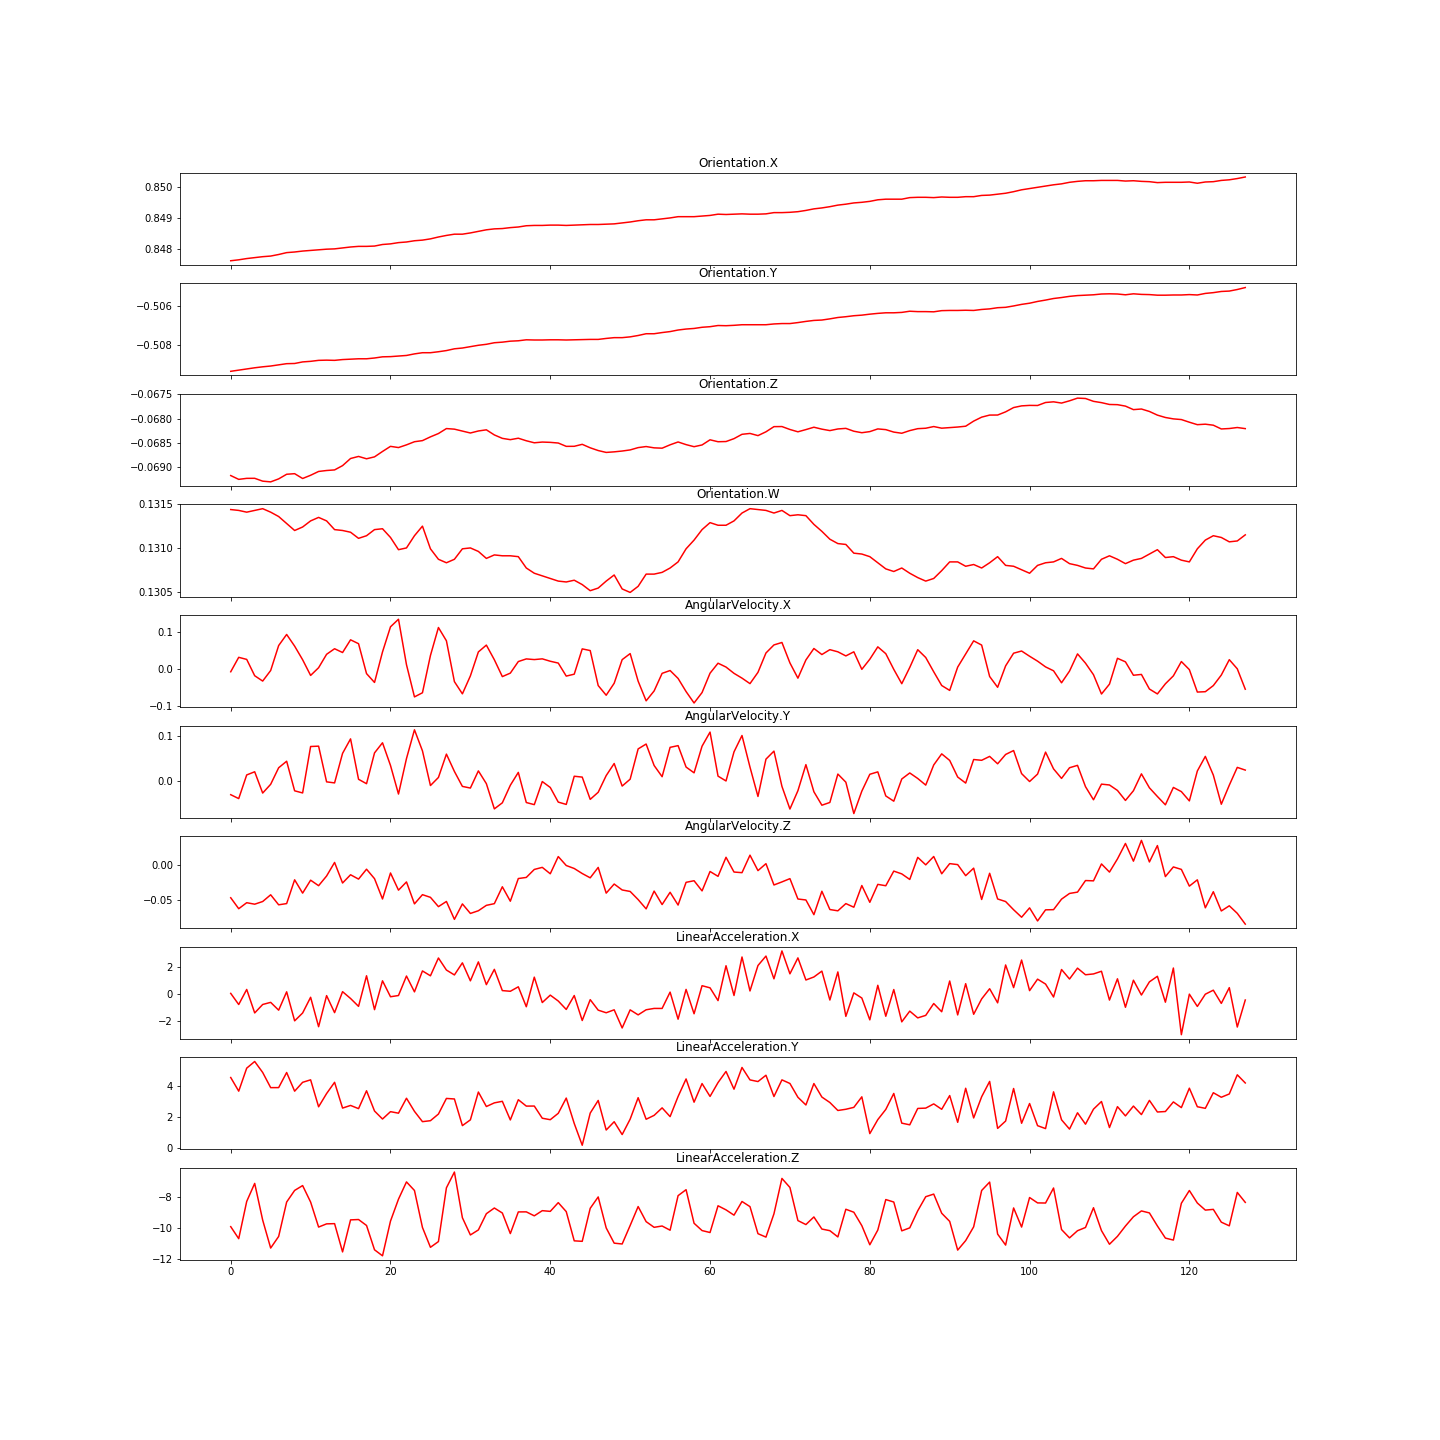 Orientation.X
0.850
0.849
0.848
Orientation.Y
−0.506
−0.508
Orientation.Z
−0.0675
−0.0680
−0.0685
−0.0690
Orientation.W
0.1315
0.1310
0.1305
AngularVelocity.X
0.1
0.0
−0.1
AngularVelocity.Y
0.1
0.0
AngularVelocity.Z
0.00
−0.05
LinearAcceleration.X
2
0
−2
LinearAcceleration.Y
4
2
0
LinearAcceleration.Z
−8
−10
−12
0 20 40 60 80 100 120